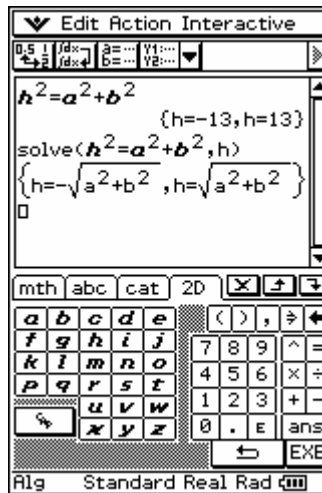 Edit Action Interactive
h²=a²+b²
{h=-13,h=13}
solve(h²=a²+b²,h)
{h=-√a²+b² ,h=√a²+b² }
mth abc cat 2D
a b c d e ( ) ,
f g h i j 7 8 9 ^ =
k l m n o 4 5 6 × ÷
p q r s t 1 2 3 + -
u v w 0 . E ans
x y z EXE
Alg Standard Real Rad